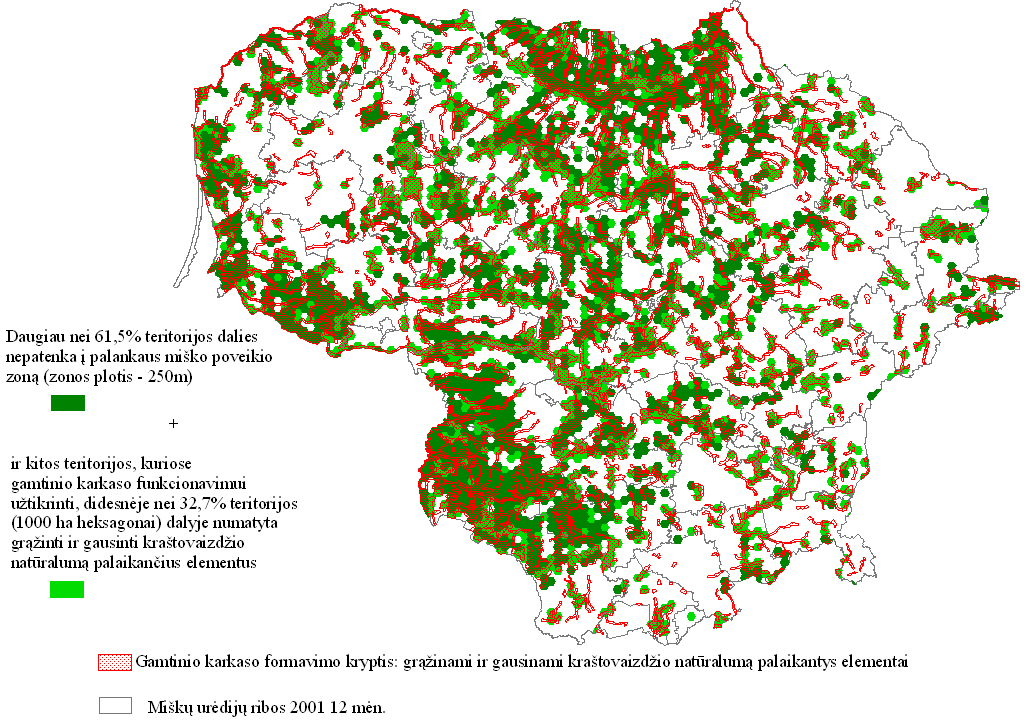 Daugiau nei 61,5% teritorijos dalies
nepatenka į palankaus miško poveikio
zoną (zonos plotis - 250m)
+
ir kitos teritorijos, kuriose
gamtinio karkaso funkcionavimui
užtikrinti, didesnėje nei 32,7% teritorijos
(1000 ha heksagonai) dalyje numatyta
grąžinti ir gausinti kraštovaizdžio
natūralumą palaikančius elementus
Gamtinio karkaso formavimo kryptis: grąžinami ir gausinami kraštovaizdžio natūralumą palaikantys elementai
Miškų urėdijų ribos 2001 12 mėn.